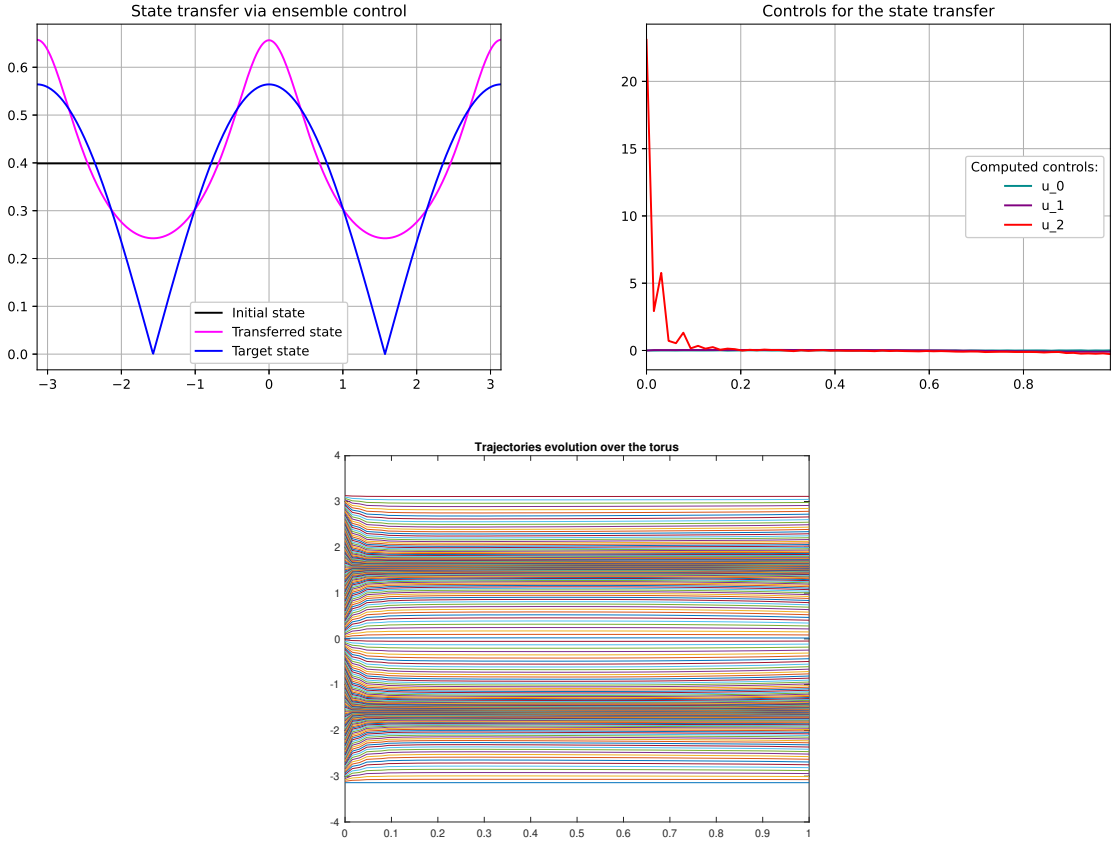 State transfer via ensemble control
0.6
0.5
0.4
0.3
0.2
0.1
0.0
Initial state
Transferred state
Target state
−3 −2 −1 0 1 2 3
Controls for the state transfer
20
15
10
5
0
Computed controls:
u_0
u_1
u_2
0.0 0.2 0.4 0.6 0.8
Trajectories evolution over the torus
4
3
2
1
0
-1
-2
-3
-4
0 0.1 0.2 0.3 0.4 0.5 0.6 0.7 0.8 0.9 1